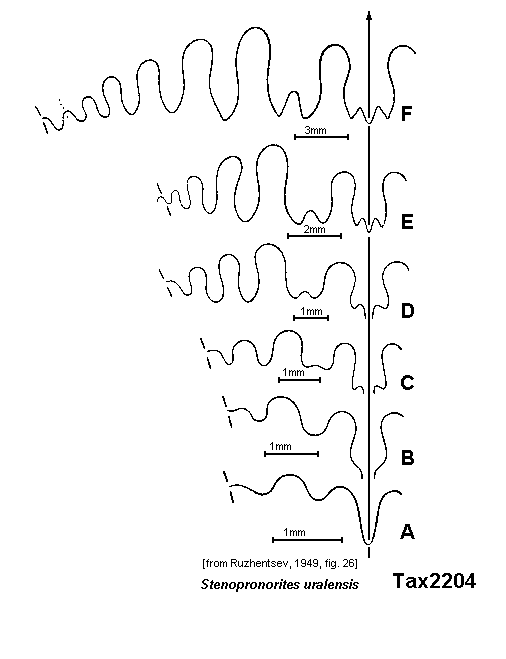 F
3mm
E
2mm
D
1mm
C
1mm
B
1mm
A
1mm
[from Ruzhentsev, 1949, fig. 26]
Stenopronorites uralensis
Tax2204